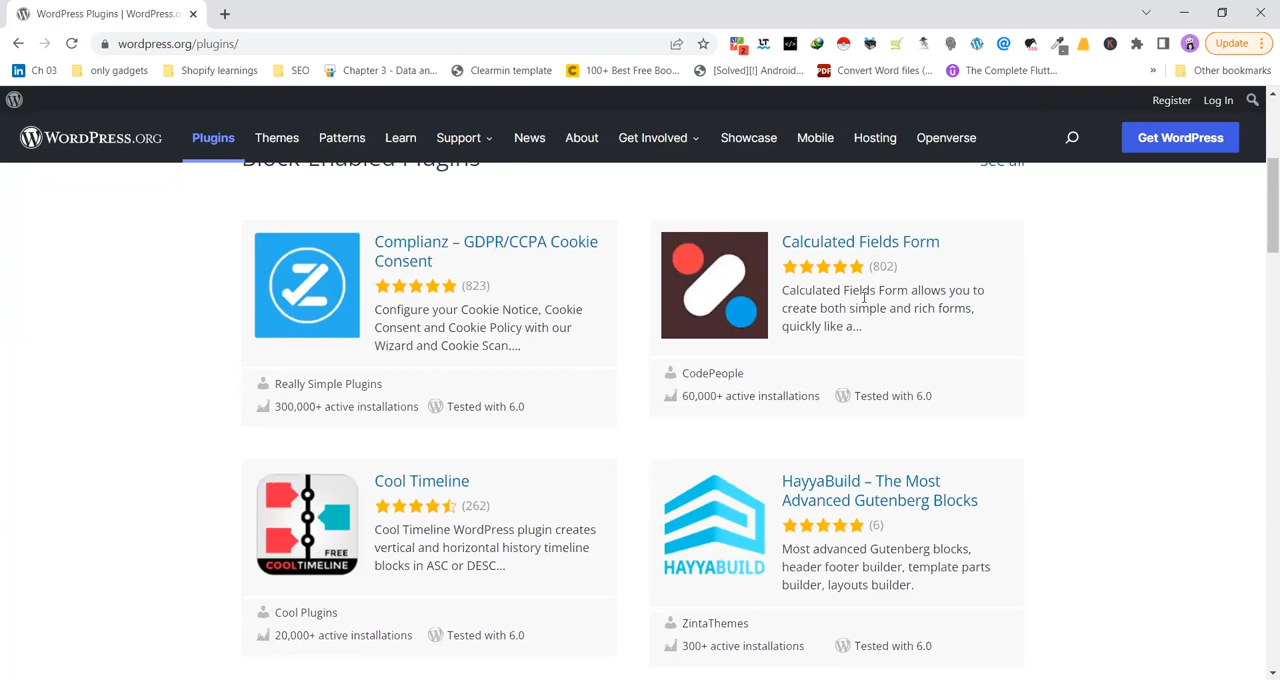 WordPress Plugins | WordPress.o
wordpress.org/plugins/
2
Update
Ch 03
only gadgets
Shopify learnings
SEO
Chapter 3 - Data an...
Clearmin template
100+ Best Free Boo...
[Solved][!] Android...
Convert Word files (...
The Complete Flutt...
»
Other bookmarks
Register
Log In
WORDPRESS.ORG
Plugins
Themes
Patterns
Learn
Support
News
About
Get Involved
Showcase
Mobile
Hosting
Openverse
Get WordPress
Block-Enabled Plugins
See all
Complianz – GDPR/CCPA Cookie
Consent
(823)
Configure your Cookie Notice, Cookie
Consent and Cookie Policy with our
Wizard and Cookie Scan....
Really Simple Plugins
300,000+ active installations
Tested with 6.0
Calculated Fields Form
(802)
Calculated Fields Form allows you to
create both simple and rich forms,
quickly like a...
CodePeople
60,000+ active installations
Tested with 6.0
FREE
COOLTIMELINE
Cool Timeline
(262)
Cool Timeline WordPress plugin creates
vertical and horizontal history timeline
blocks in ASC or DESC...
Cool Plugins
20,000+ active installations
Tested with 6.0
HAYYABUILD
HayyaBuild – The Most
Advanced Gutenberg Blocks
(6)
Most advanced Gutenberg blocks,
header footer builder, template parts
builder, layouts builder.
ZintaThemes
300+ active installations
Tested with 6.0